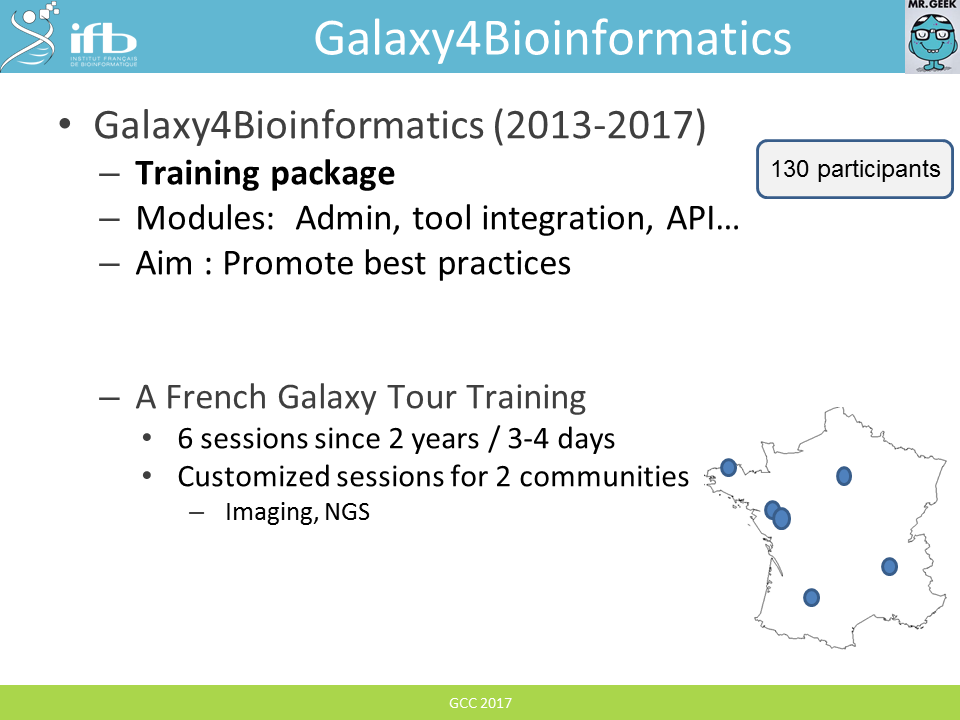 ifb
INSTITUT FRANÇAIS
DE BIOINFORMATIQUE
Galaxy4Bioinformatics
MR. GEEK
• Galaxy4Bioinformatics (2013-2017)
– Training package
130 participants
– Modules:  Admin, tool integration, API…
– Aim : Promote best practices
– A French Galaxy Tour Training
• 6 sessions since 2 years / 3-4 days
• Customized sessions for 2 communities
– Imaging, NGS
GCC 2017